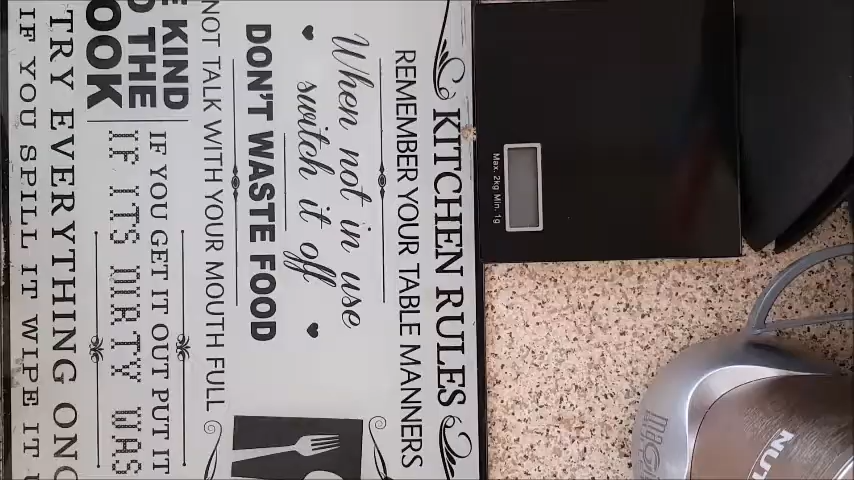 KITCHEN RULES
REMEMBER YOUR TABLE MANNERS
When not in use
switch it off
DON'T WASTE FOOD
NOT TALK WITH YOUR MOUTH FULL
KIND
THE
OOK
IF YOU GET IT OUT PUT IT
IF ITS DIRTY WAS
TRY EVERYTHING ONC
IF YOU SPILL IT WIPE IT
Max. 2kg Min. 1g
NUT